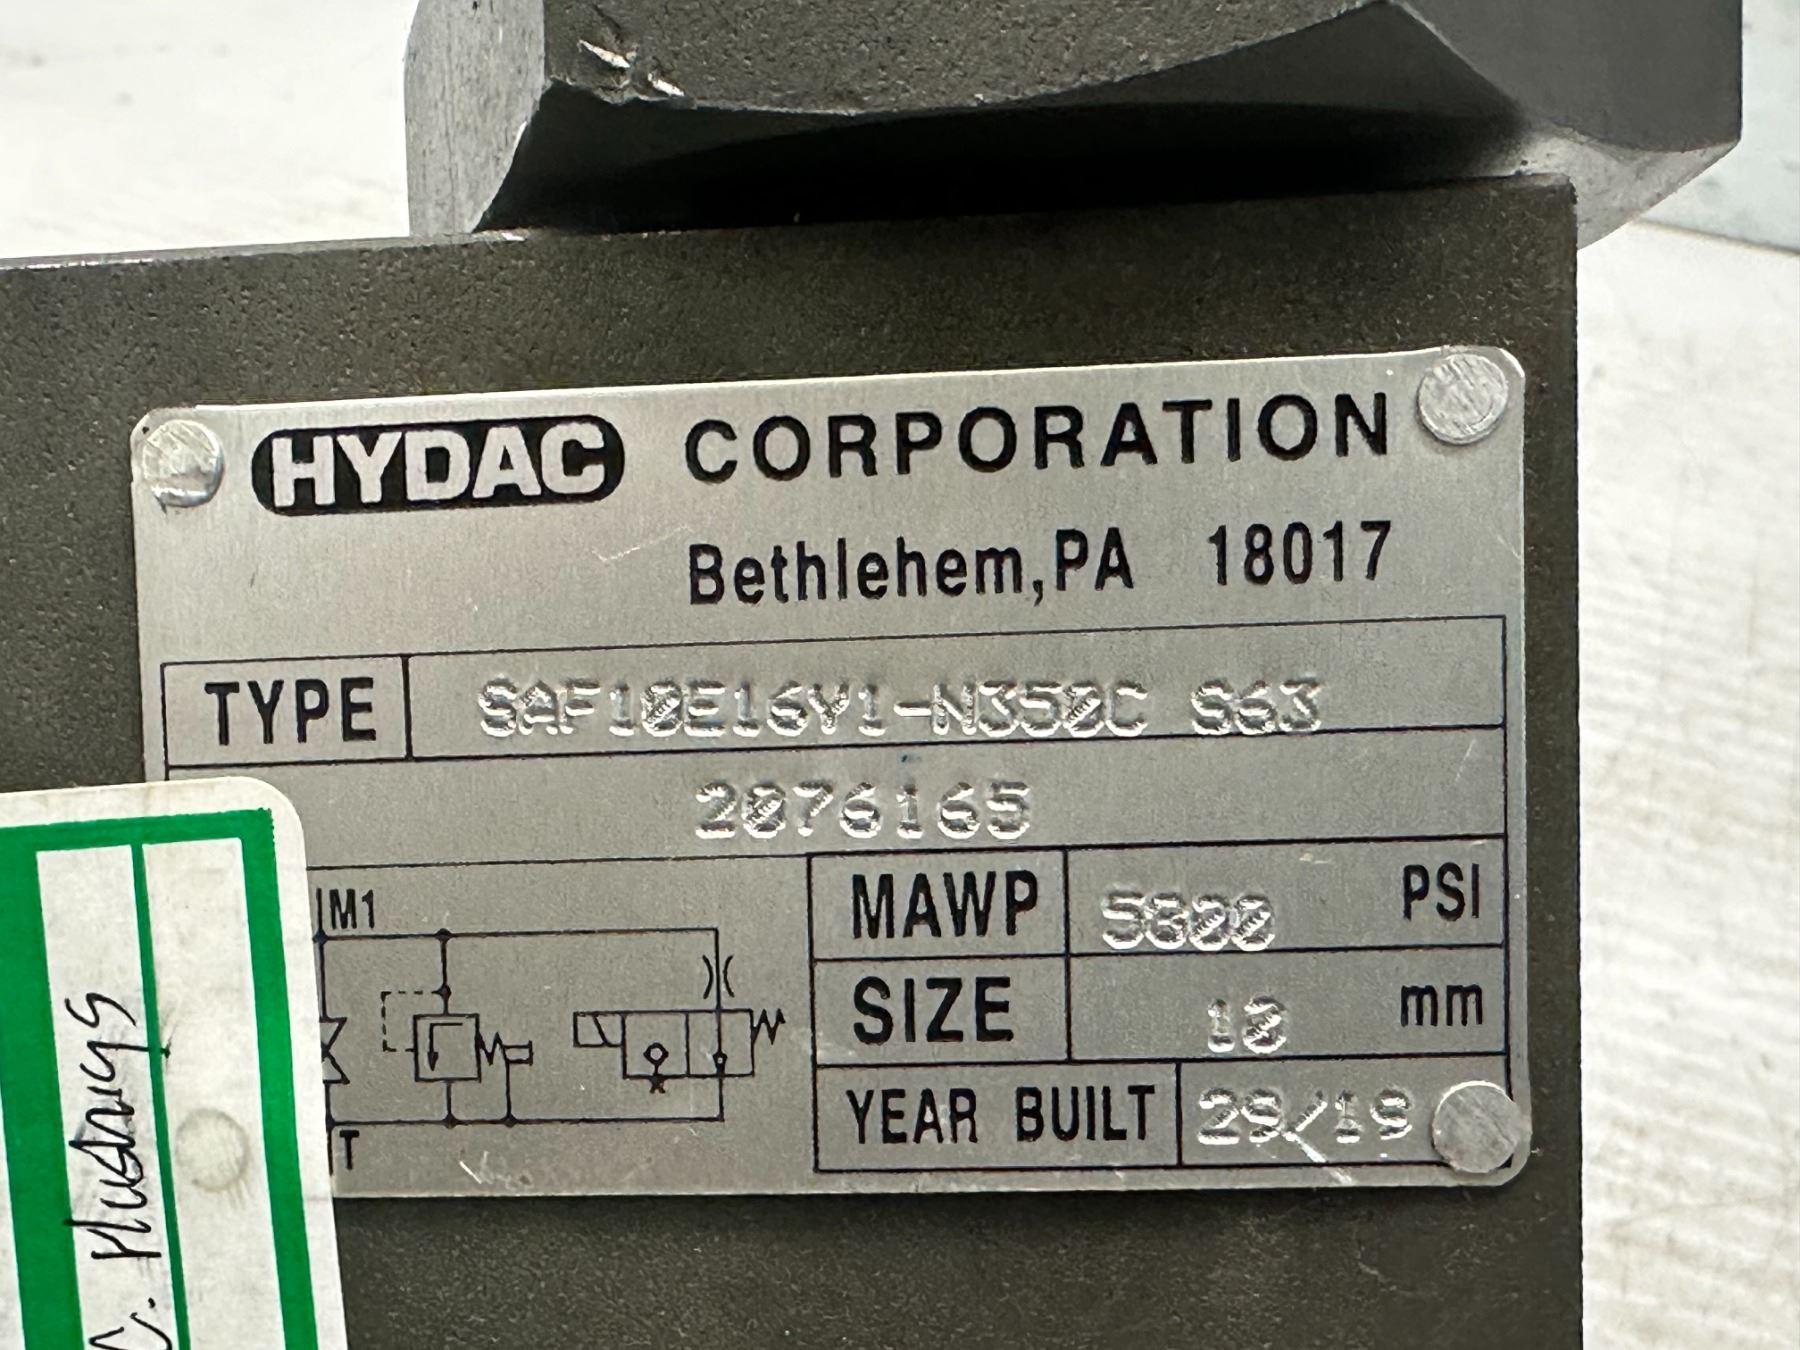 HYDAC CORPORATION
Bethlehem, PA 18017
TYPE SAF10E16Y1-N350C S63
2076165
M1
MAWP 5800 PSI
SIZE 10 mm
YEAR BUILT 29/19
T
C.